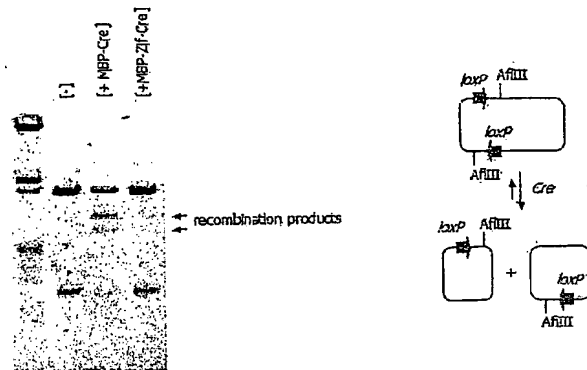 [-]
[+ MBP-Cre]
[+MBP-Zif-Cre]
recombination products
loxP
AflIII
loxP
AflIII
Cre
loxP
AflIII
+
loxP
AflIII